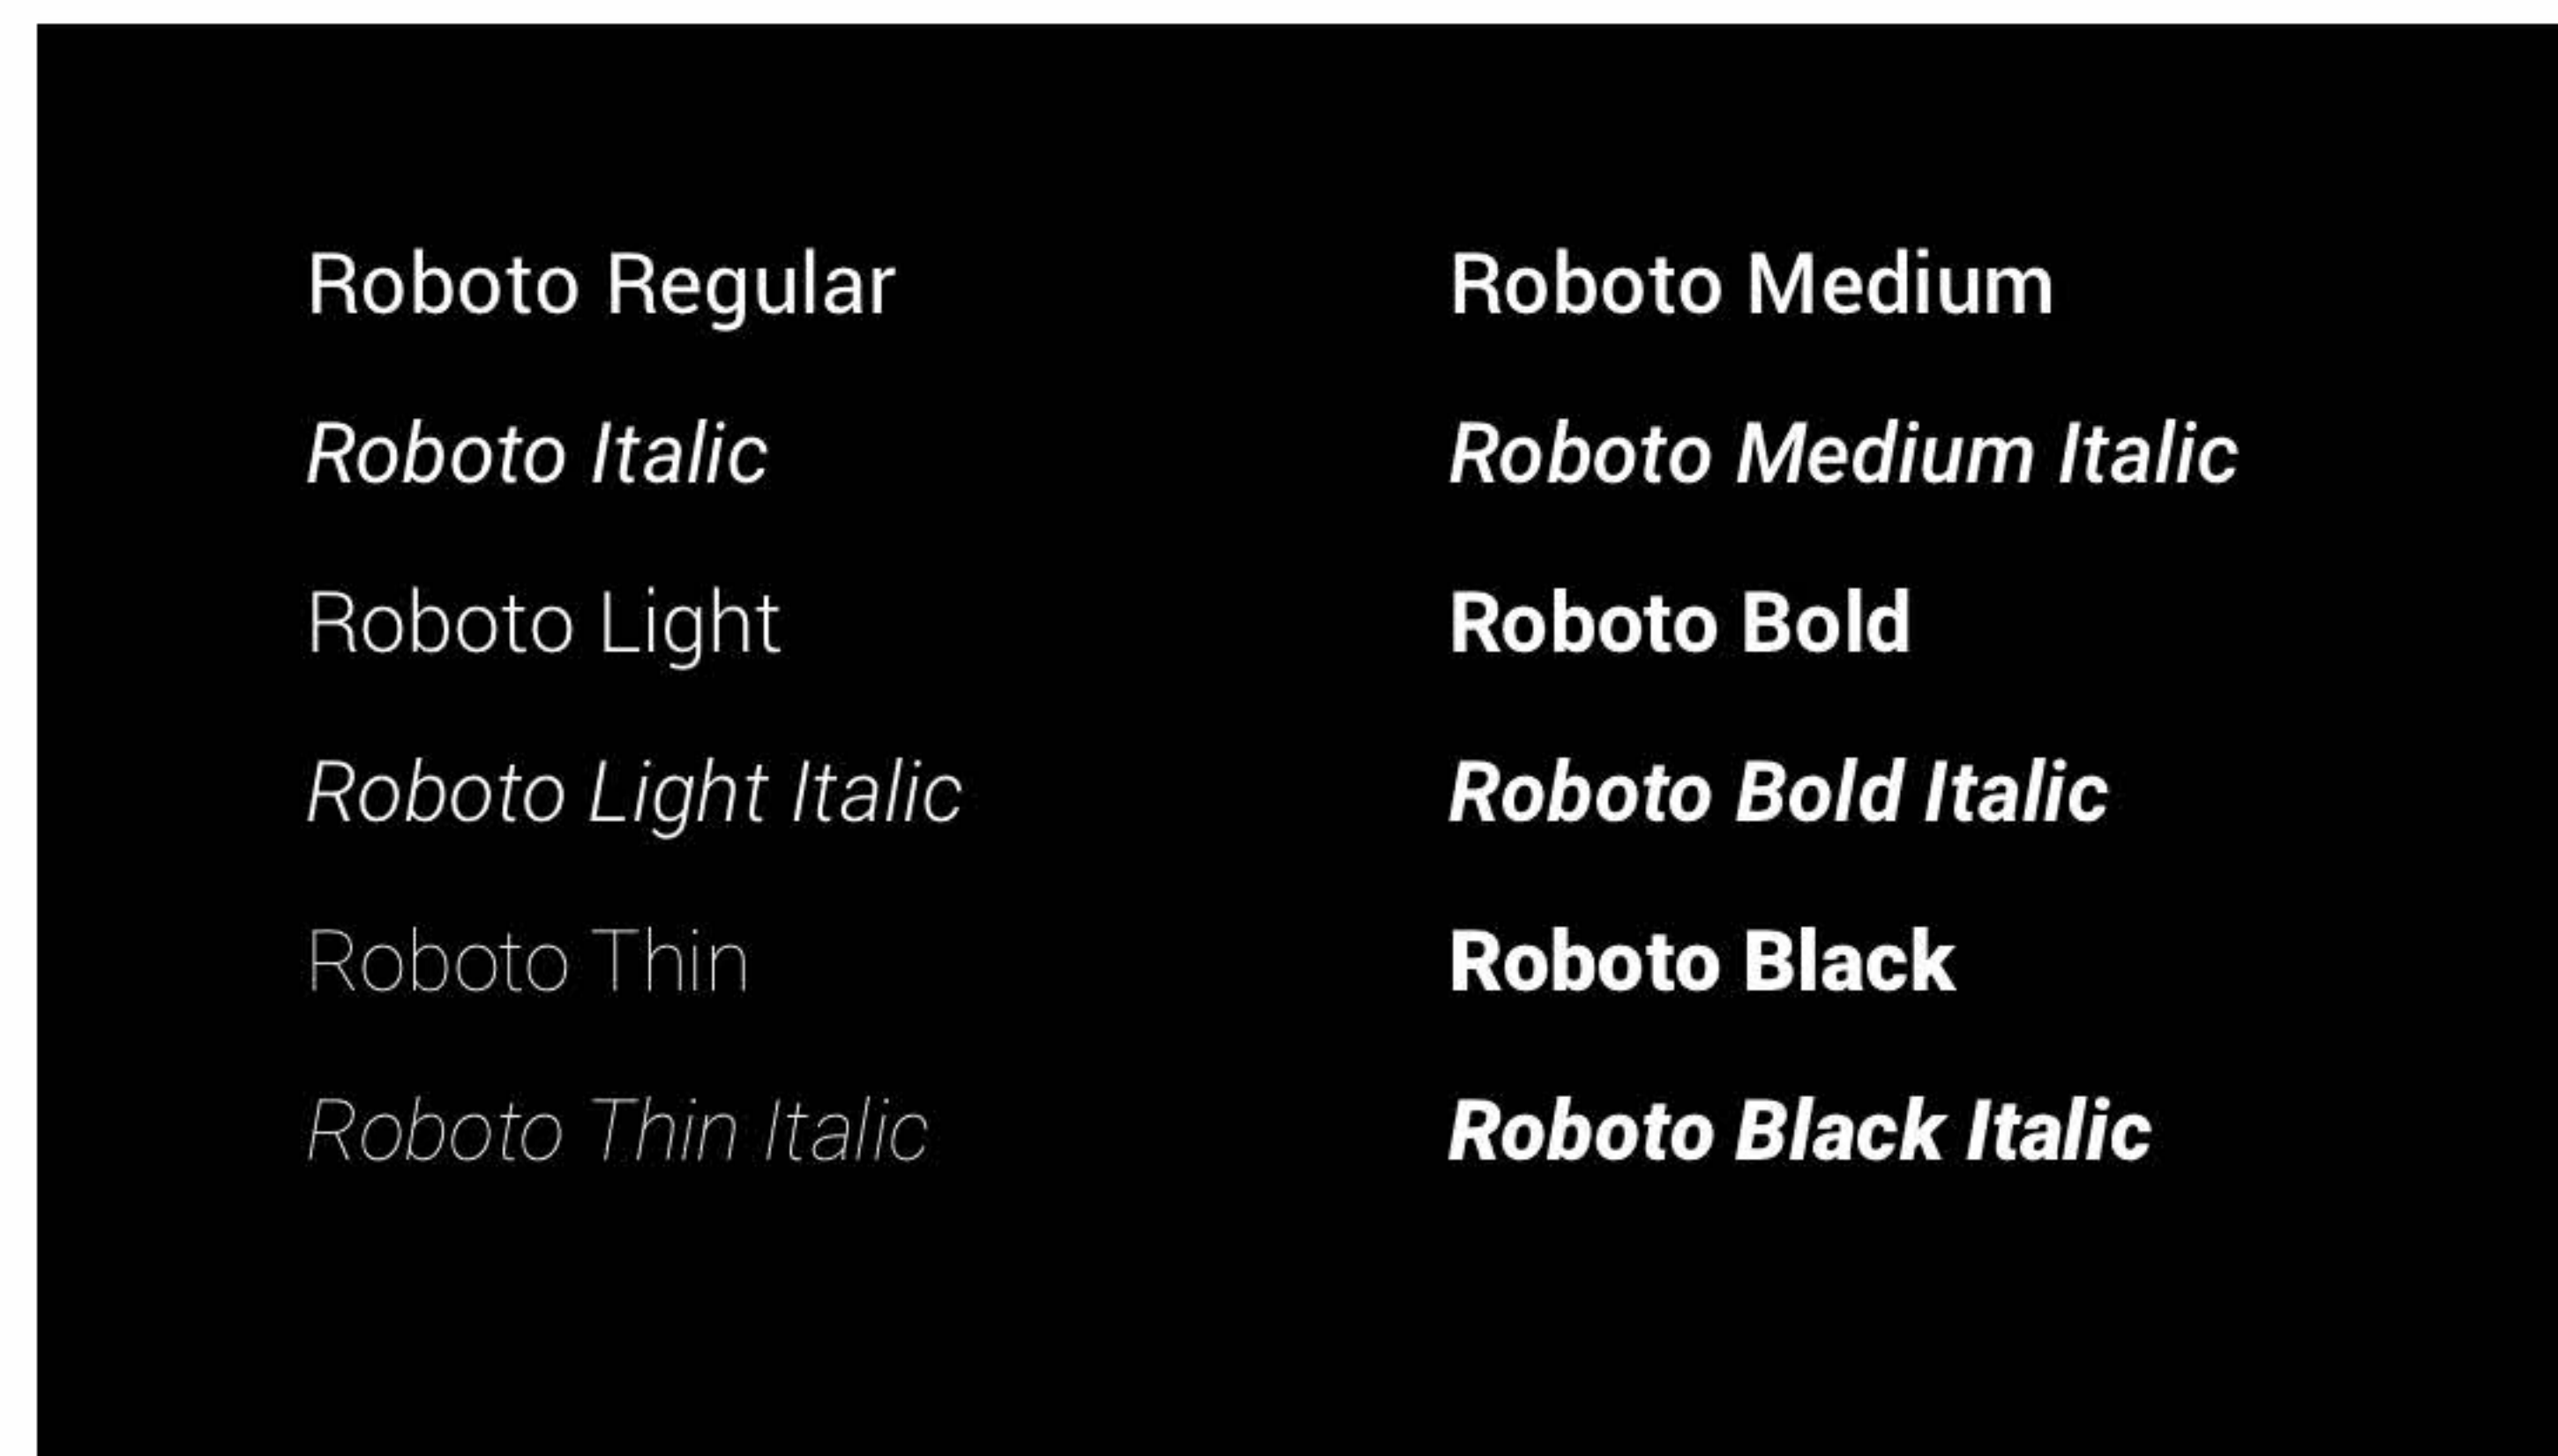 Roboto Regular
Roboto Italic
Roboto Light
Roboto Light Italic
Roboto Thin
Roboto Thin Italic
Roboto Medium
Roboto Medium Italic
Roboto Bold
Roboto Bold Italic
Roboto Black
Roboto Black Italic